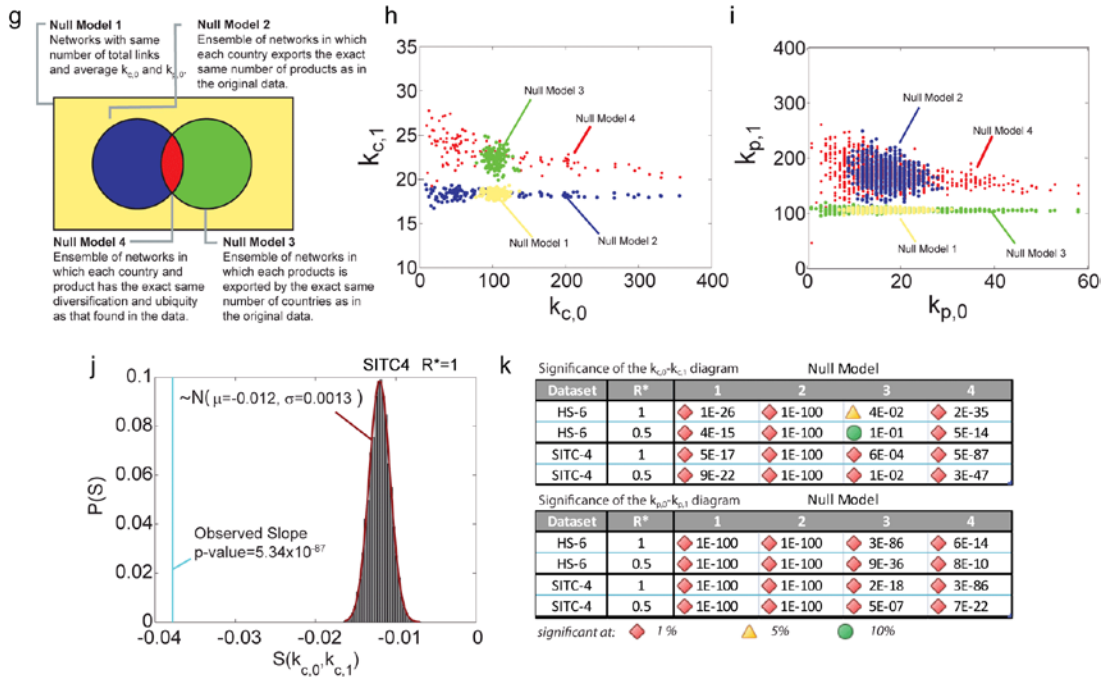 g
Null Model 1
Networks with same
number of total links
and average kc,0 and kp,0.
Null Model 2
Ensemble of networks in which
each country exports the exact
same number of products as in
the original data.
Null Model 4
Ensemble of networks in
which each country and
product has the exact same
diversification and ubiquity
as that found in the data.
Null Model 3
Ensemble of networks in
which each products is
exported by the exact same
number of countries as in
the original data.
h
35
30
25
20
15
10
kc,1
Null Model 3
Null Model 4
Null Model 1
Null Model 2
0 100 200 300 400
kc,0
i
400
300
200
100
0
kp,1
Null Model 2
Null Model 4
Null Model 1
Null Model 3
0 20 40 60
kp,0
j
SITC4 R*=1
0.1
0.08
0.06
0.04
0.02
0
P(S)
~N( μ=-0.012, σ=0.0013 )
Observed Slope
p-value=5.34x10-87
-0.04 -0.03 -0.02 -0.01 0
S(kc,0,kc,1)
k
Significance of the kc,0-kc,1 diagram Null Model
Dataset R* 1 2 3 4
HS-6 1 1E-26 1E-100 4E-02 2E-35
HS-6 0.5 4E-15 1E-100 1E-01 5E-14
SITC-4 1 5E-17 1E-100 6E-04 5E-87
SITC-4 0.5 9E-22 1E-100 1E-02 3E-47
Significance of the kp,0-kp,1 diagram Null Model
Dataset R* 1 2 3 4
HS-6 1 1E-100 1E-100 3E-86 6E-14
HS-6 0.5 1E-100 1E-100 9E-36 8E-10
SITC-4 1 1E-100 1E-100 2E-18 3E-86
SITC-4 0.5 1E-100 1E-100 5E-07 7E-22
significant at: 1 % 5% 10%